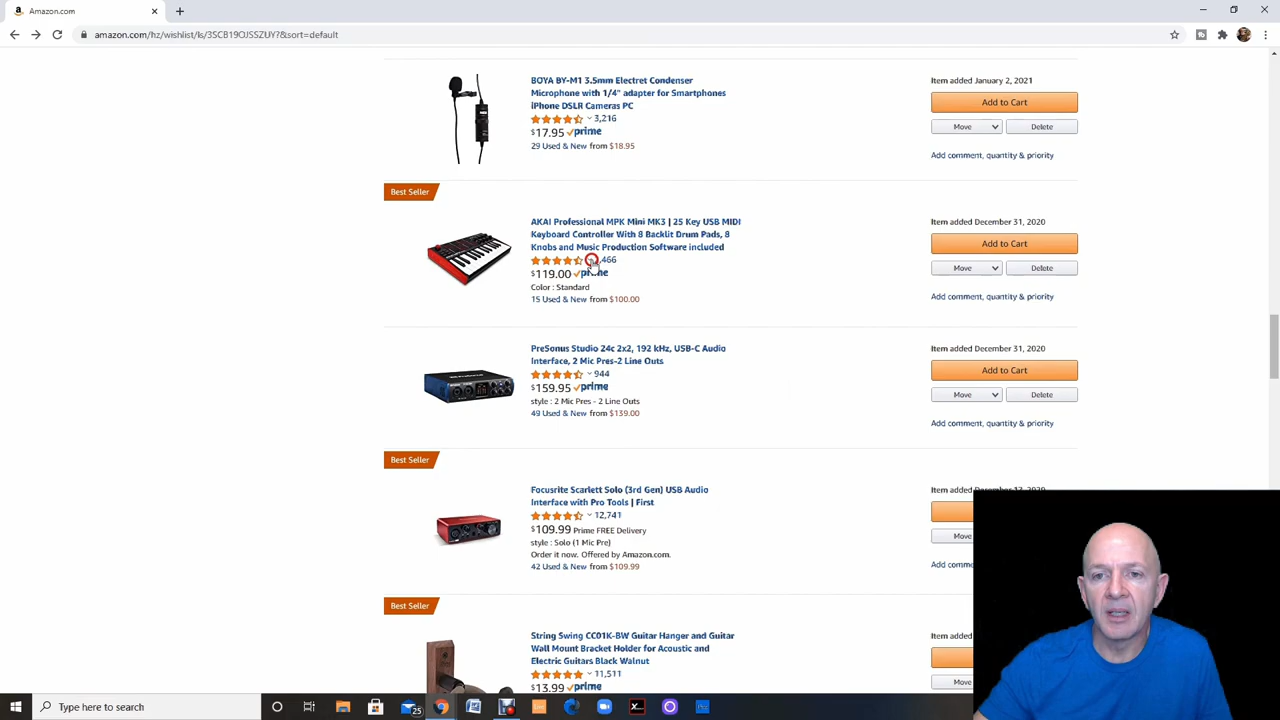 Amazon.com
amazon.com/hz/wishlist/ls/3SCB19OJSSZUY?&sort=default
BOYA BY-M1 3.5mm Electret Condenser
Microphone with 1/4" adapter for Smartphones
iPhone DSLR Cameras PC
3,216
$17.95 prime
29 Used & New from $18.95
Item added January 2, 2021
Add to Cart
Move
Delete
Add comment, quantity & priority
Best Seller
AKAI Professional MPK Mini MK3 | 25 Key USB MIDI
Keyboard Controller With 8 Backlit Drum Pads, 8
Knobs and Music Production Software included
,466
$119.00 prime
Color : Standard
15 Used & New from $100.00
Item added December 31, 2020
Add to Cart
Move
Delete
Add comment, quantity & priority
PreSonus Studio 24c 2x2, 192 kHz, USB-C Audio
Interface, 2 Mic Pres-2 Line Outs
944
$159.95 prime
style : 2 Mic Pres - 2 Line Outs
49 Used & New from $139.00
Item added December 31, 2020
Add to Cart
Move
Delete
Add comment, quantity & priority
Best Seller
Focusrite Scarlett Solo (3rd Gen) USB Audio
Interface with Pro Tools | First
12,741
$109.99 Prime FREE Delivery
style : Solo (1 Mic Pre)
Order it now. Offered by Amazon.com.
42 Used & New from $109.99
Item added December 13, 2020
Move
Add comme
Best Seller
String Swing CC01K-BW Guitar Hanger and Guitar
Wall Mount Bracket Holder for Acoustic and
Electric Guitars Black Walnut
11,511
$13.99 prime
Item added
Move
Type here to search
25